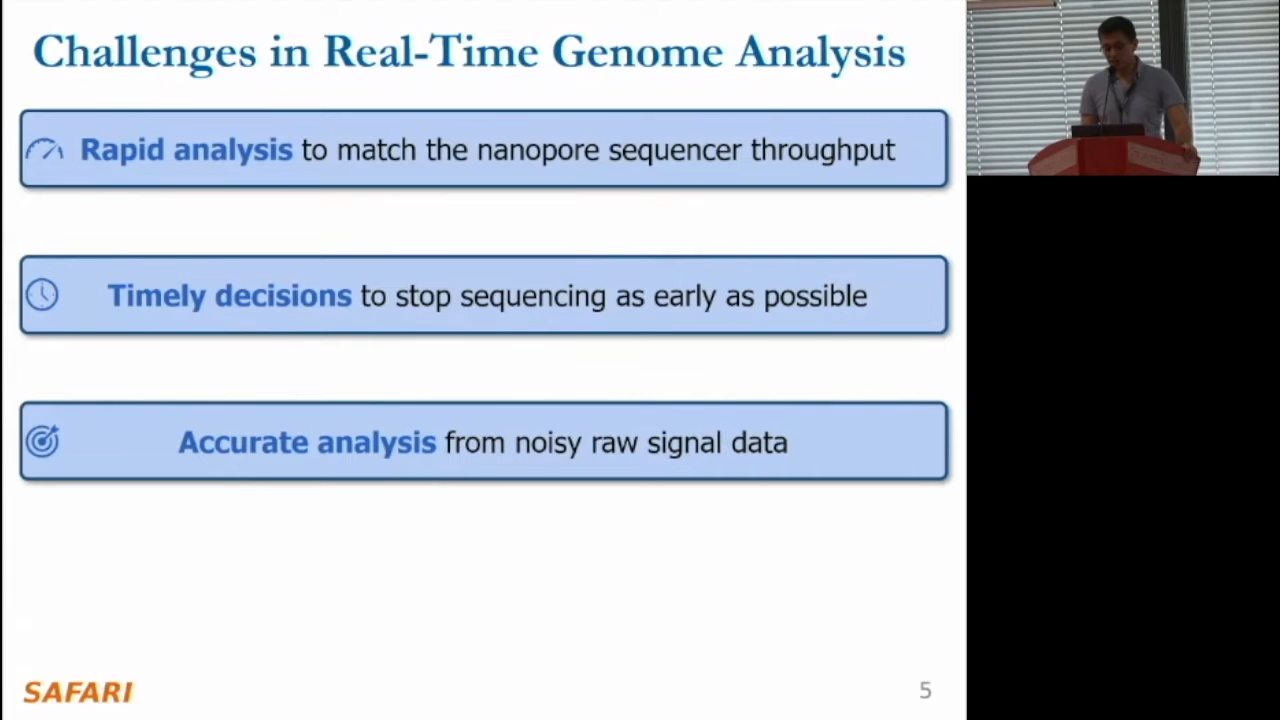 Challenges in Real-Time Genome Analysis
Rapid analysis to match the nanopore sequencer throughput
Timely decisions to stop sequencing as early as possible
Accurate analysis from noisy raw signal data
SAFARI
5